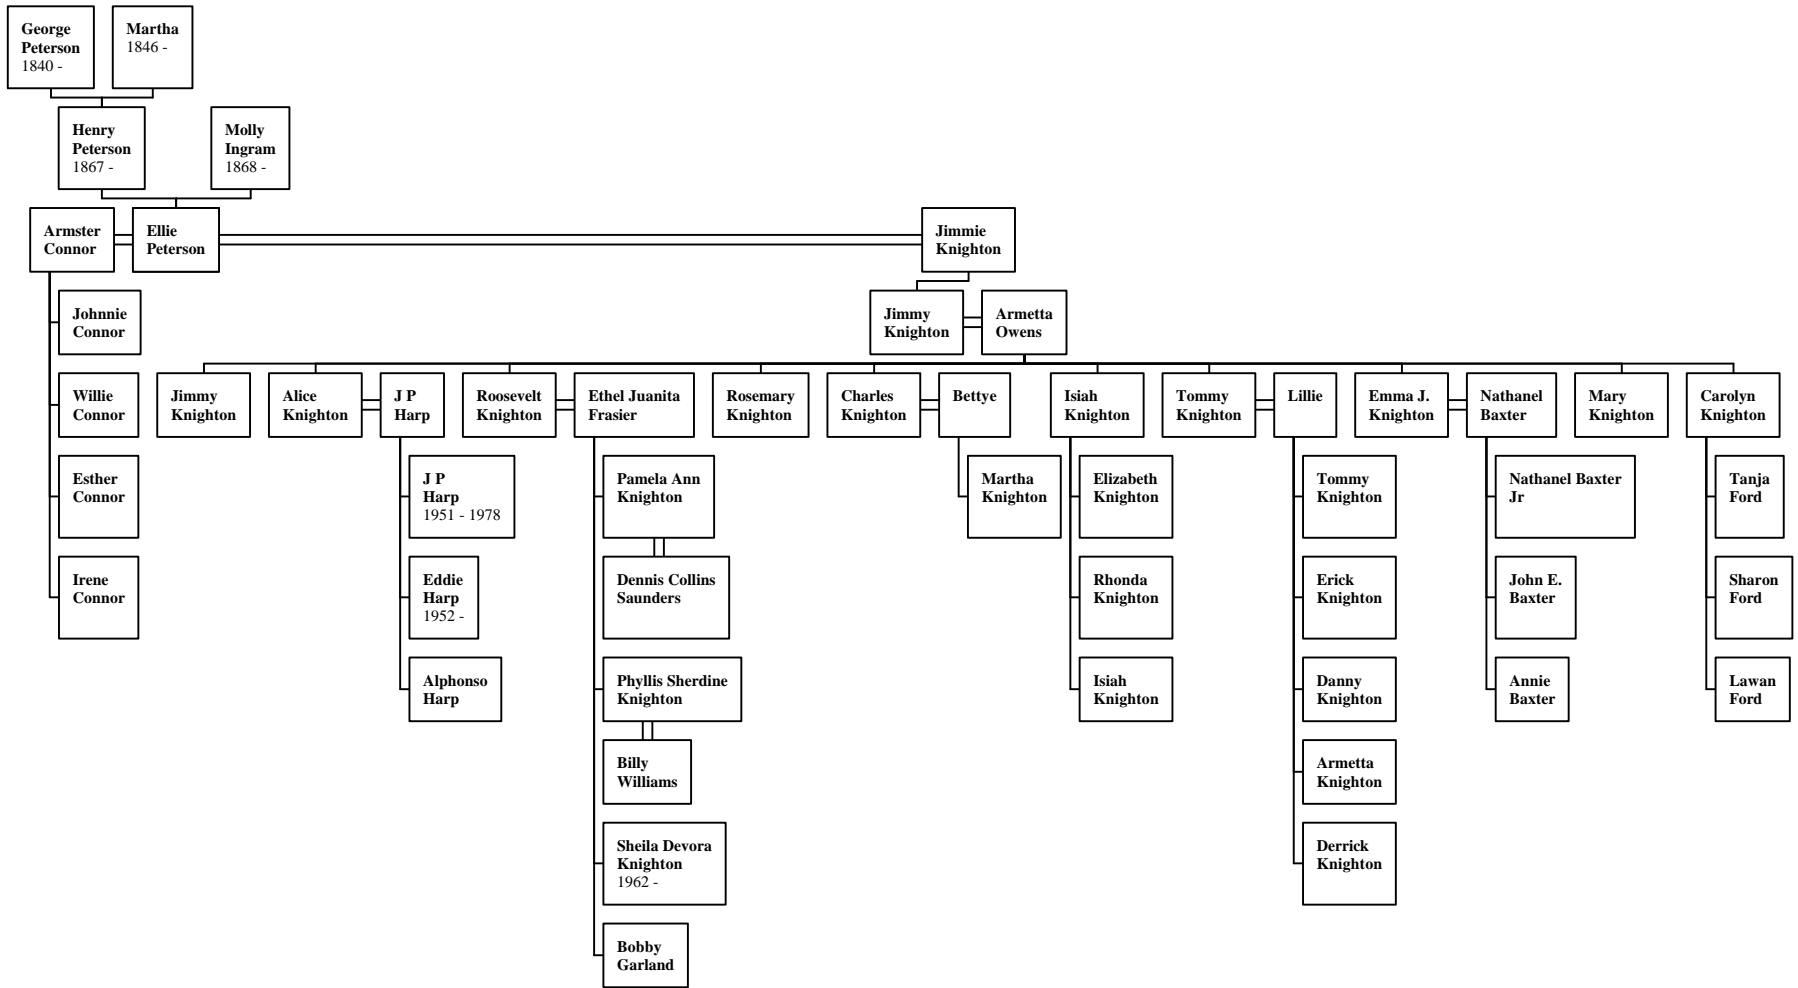 George
Peterson
1840 -
Martha
1846 -
Henry
Peterson
1867 -
Molly
Ingram
1868 -
Armster
Connor
Ellie
Peterson
Jimmie
Knighton
Johnnie
Connor
Jimmy
Knighton
Armetta
Owens
Willie
Connor
Jimmy
Knighton
Alice
Knighton
J P
Harp
Roosevelt
Knighton
Ethel Juanita
Frasier
Rosemary
Knighton
Charles
Knighton
Bettye
Isiah
Knighton
Tommy
Knighton
Lillie
Emma J.
Knighton
Nathanel
Baxter
Mary
Knighton
Carolyn
Knighton
Esther
Connor
J P
Harp
1951 - 1978
Pamela Ann
Knighton
Martha
Knighton
Elizabeth
Knighton
Tommy
Knighton
Nathanel Baxter
Jr
Tanja
Ford
Irene
Connor
Eddie
Harp
1952 -
Dennis Collins
Saunders
Rhonda
Knighton
Erick
Knighton
John E.
Baxter
Sharon
Ford
Alphonso
Harp
Phyllis Sherdine
Knighton
Isiah
Knighton
Danny
Knighton
Annie
Baxter
Lawan
Ford
Billy
Williams
Armetta
Knighton
Sheila Devora
Knighton
1962 -
Derrick
Knighton
Bobby
Garland